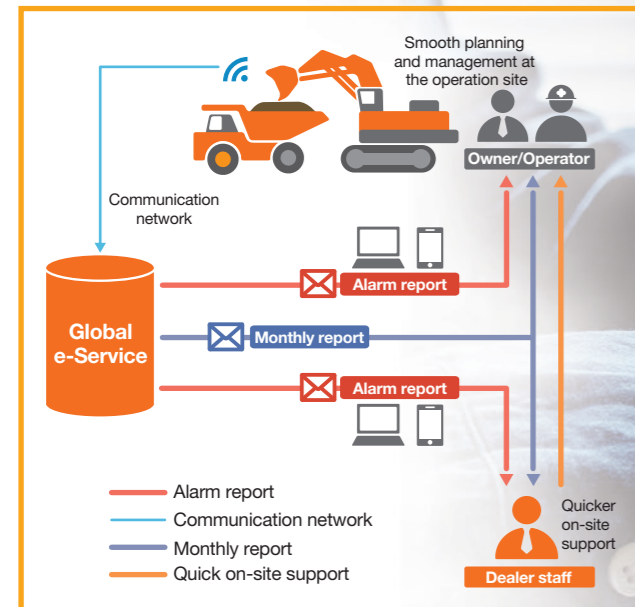 Smooth planning
and management at
the operation site
Owner/Operator
Communication
network
Alarm report
Global
e-Service
Monthly report
Alarm report
Alarm report
Communication network
Monthly report
Quick on-site support
Quicker
on-site
support
Dealer staff